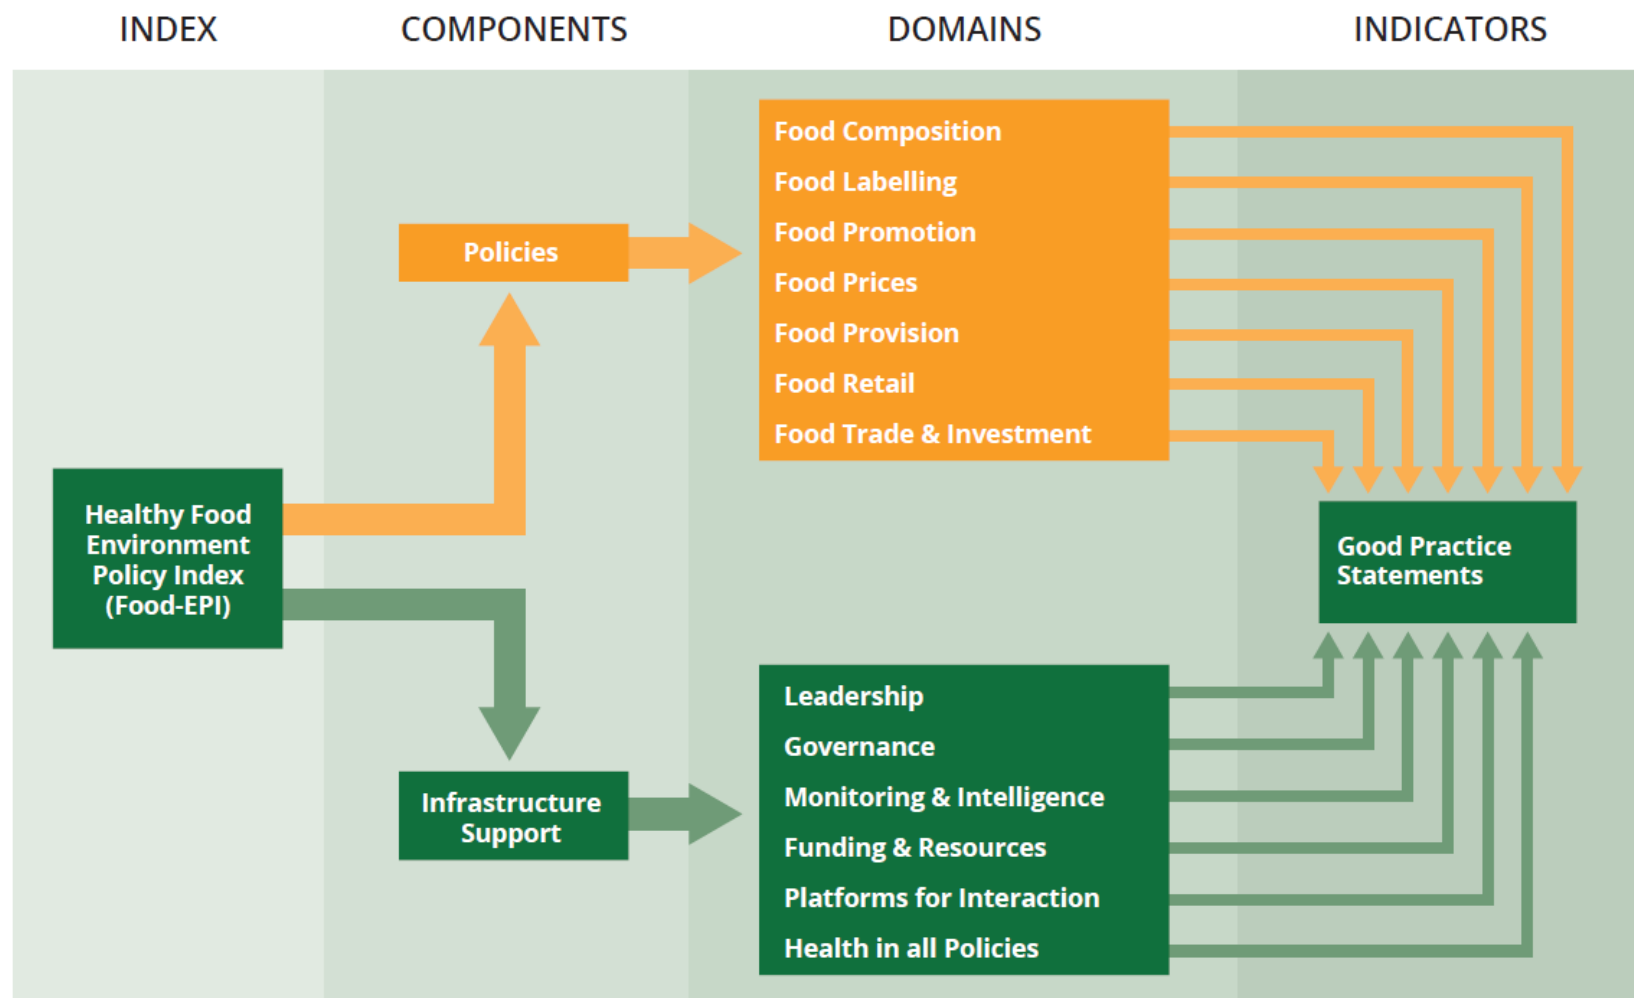 INDEX
COMPONENTS
DOMAINS
INDICATORS
Healthy Food
Environment
Policy Index
(Food-EPI)
Policies
Infrastructure
Support
Food Composition
Food Labelling
Food Promotion
Food Prices
Food Provision
Food Retail
Food Trade & Investment
Leadership
Governance
Monitoring & Intelligence
Funding & Resources
Platforms for Interaction
Health in all Policies
Good Practice
Statements